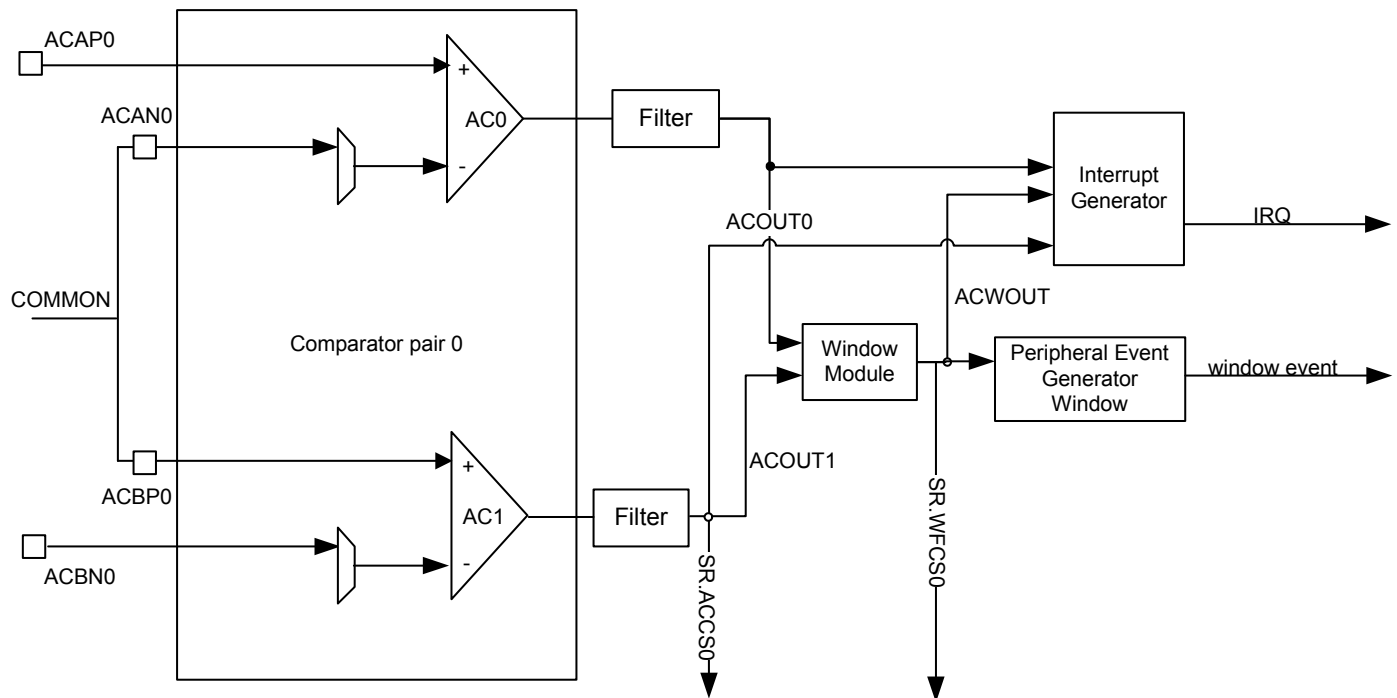 ACAP0
+
ACAN0
AC0
-
Filter
Interrupt
Generator
ACOUT0
IRQ
COMMON
ACWOUT
Comparator pair 0
Window
Module
Peripheral Event
Generator
Window
window event
ACOUT1
ACBP0
+
AC1
-
Filter
ACBN0
SR.ACCS0
SR.WFCS0